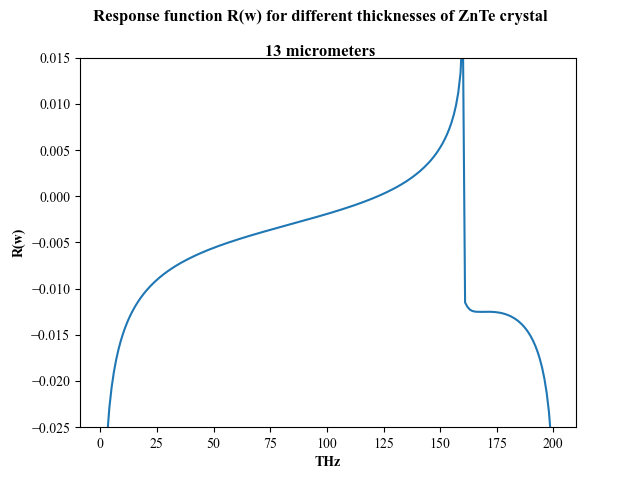 Response function R(w) for different thicknesses of ZnTe crystal
13 micrometers
0.015
0.010
0.005
0.000
−0.005
−0.010
−0.015
−0.020
−0.025
R(w)
0 25 50 75 100 125 150 175 200
THz